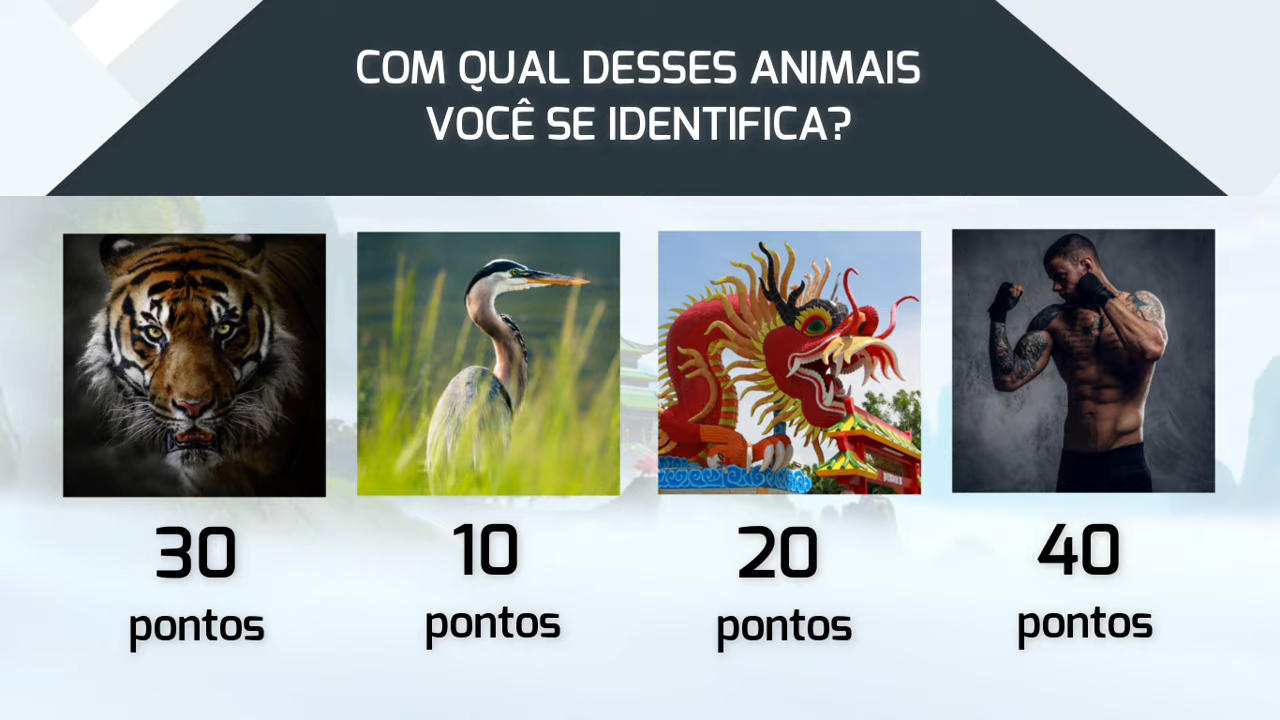 COM QUAL DESSES ANIMAIS
VOCÊ SE IDENTIFICA?
30
pontos
10
pontos
20
pontos
40
pontos